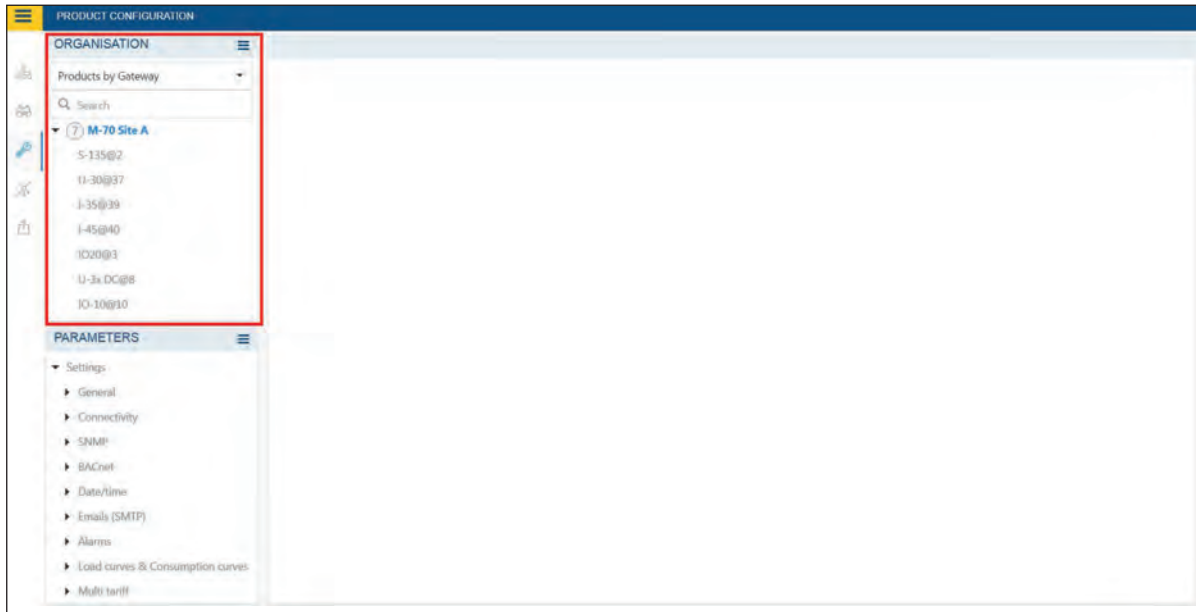 PRODUCT CONFIGURATION
ORGANISATION
Products by Gateway
Search
7 M-70 Site A
S-135@2
U-30@37
I-35@39
I-45@40
IO20@3
U-3x DC@8
IO-10@10
PARAMETERS
Settings
General
Connectivity
SNMP
BACnet
Date/time
Emails (SMTP)
Alarms
Load curves & Consumption curves
Multi tariff